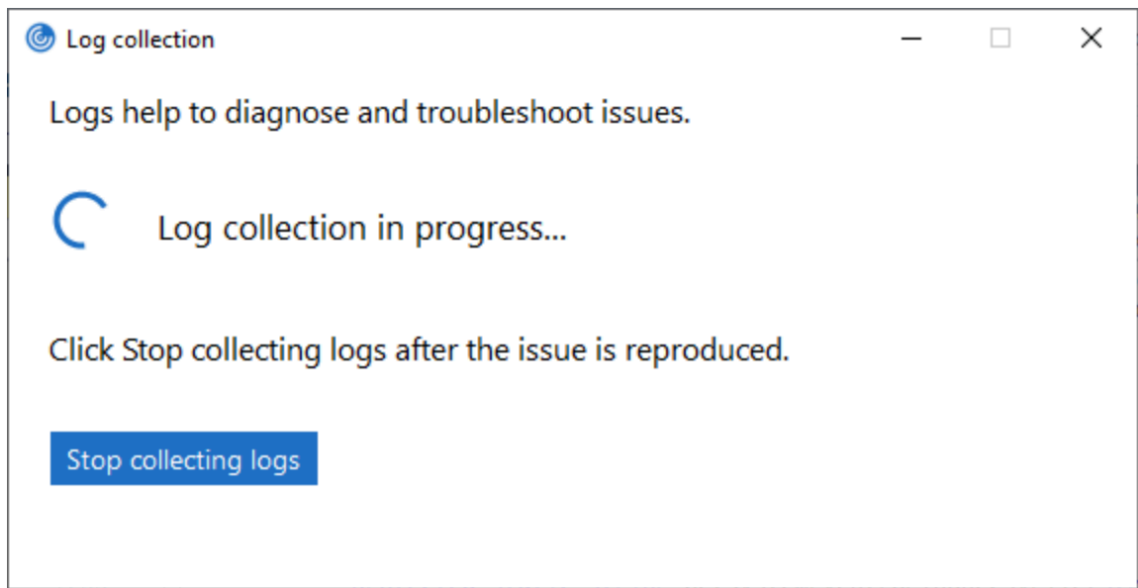 Log collection
Logs help to diagnose and troubleshoot issues.
Log collection in progress...
Click Stop collecting logs after the issue is reproduced.
Stop collecting logs